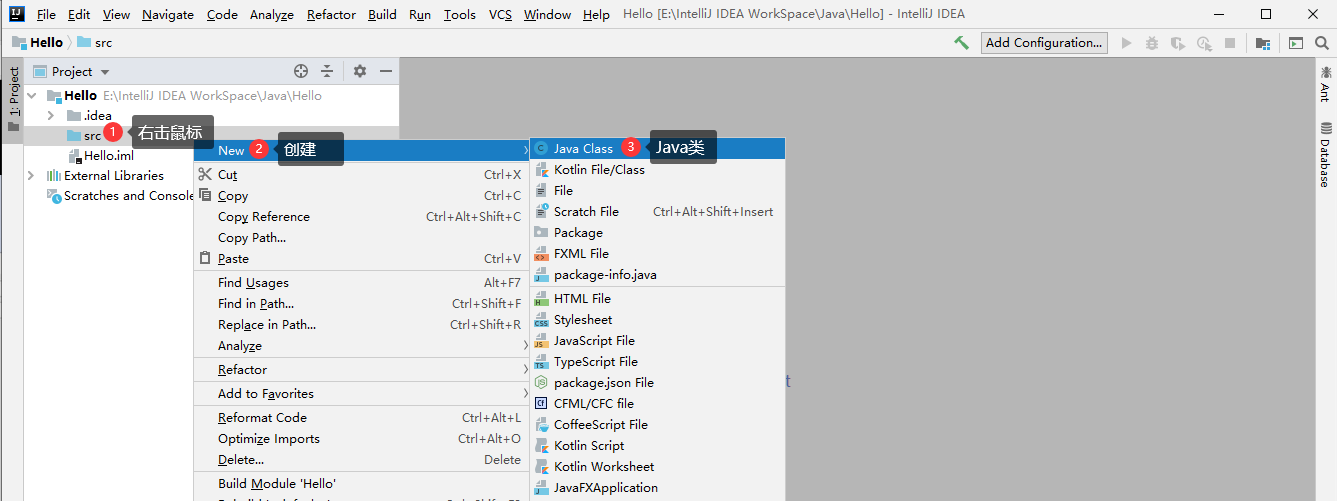 File Edit View Navigate Code Analyze Refactor Build Run Tools VCS Window Help Hello [E:\IntelliJ IDEA WorkSpace\Java\Hello] - IntelliJ IDEA
Hello src Add Configuration...
Project
1: Project
Hello E:\IntelliJ IDEA WorkSpace\Java\Hello
.idea
src 1 右击鼠标
Hello.iml
External Libraries
Scratches and Console
New 2 创建
Cut Ctrl+X
Copy Ctrl+C
Copy Reference Ctrl+Alt+Shift+C
Copy Path...
Paste Ctrl+V
Find Usages Alt+F7
Find in Path... Ctrl+Shift+F
Replace in Path... Ctrl+Shift+R
Analyze
Refactor
Add to Favorites
Reformat Code Ctrl+Alt+L
Optimize Imports Ctrl+Alt+O
Delete... Delete
Build Module 'Hello'
Java Class 3 Java类
Kotlin File/Class
File
Scratch File Ctrl+Alt+Shift+Insert
Package
FXML File
package-info.java
HTML File
Stylesheet
JavaScript File
TypeScript File
package.json File
CFML/CFC file
CoffeeScript File
Kotlin Script
Kotlin Worksheet
JavaFXApplication
Ant
Database